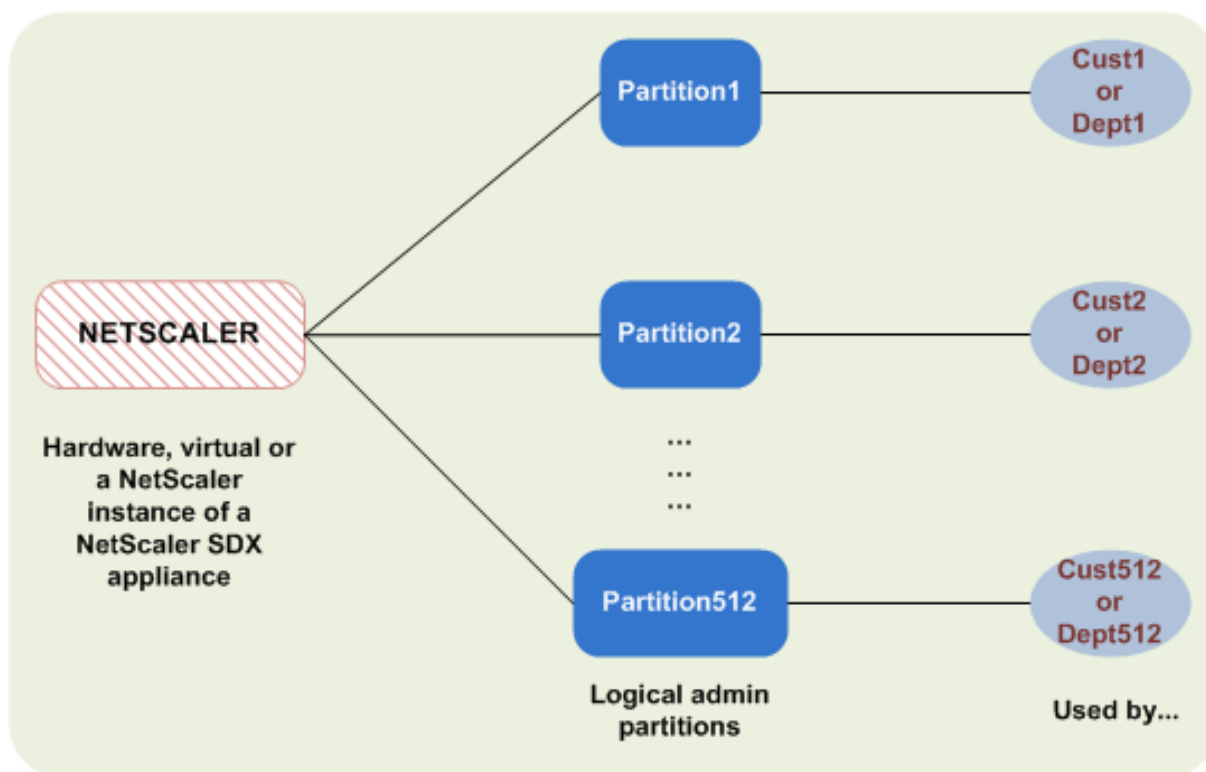 Partition1
Cust1
or
Dept1
NETSCALER
Partition2
Cust2
or
Dept2
Hardware, virtual or
a NetScaler
instance of a
NetScaler SDX
appliance
...
...
...
Partition512
Cust512
or
Dept512
Logical admin
partitions
Used by...